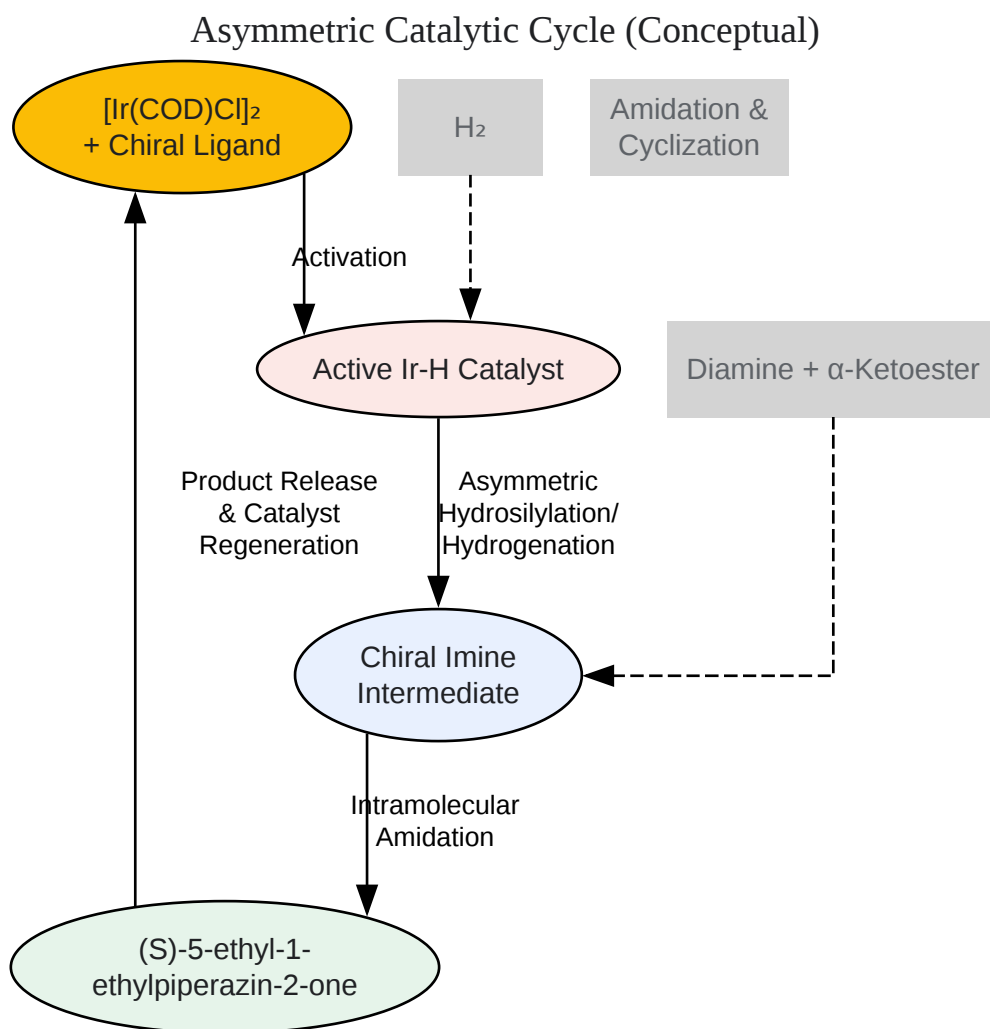 Asymmetric Catalytic Cycle (Conceptual)
[Ir(COD)Cl]₂
+ Chiral Ligand
H₂
Amidation &
Cyclization
Activation
Active Ir-H Catalyst
Diamine + α-Ketoester
Product Release
& Catalyst
Regeneration
Asymmetric
Hydrosilylation/
Hydrogenation
Chiral Imine
Intermediate
Intramolecular
Amidation
(S)-5-ethyl-1-
ethylpiperazin-2-one